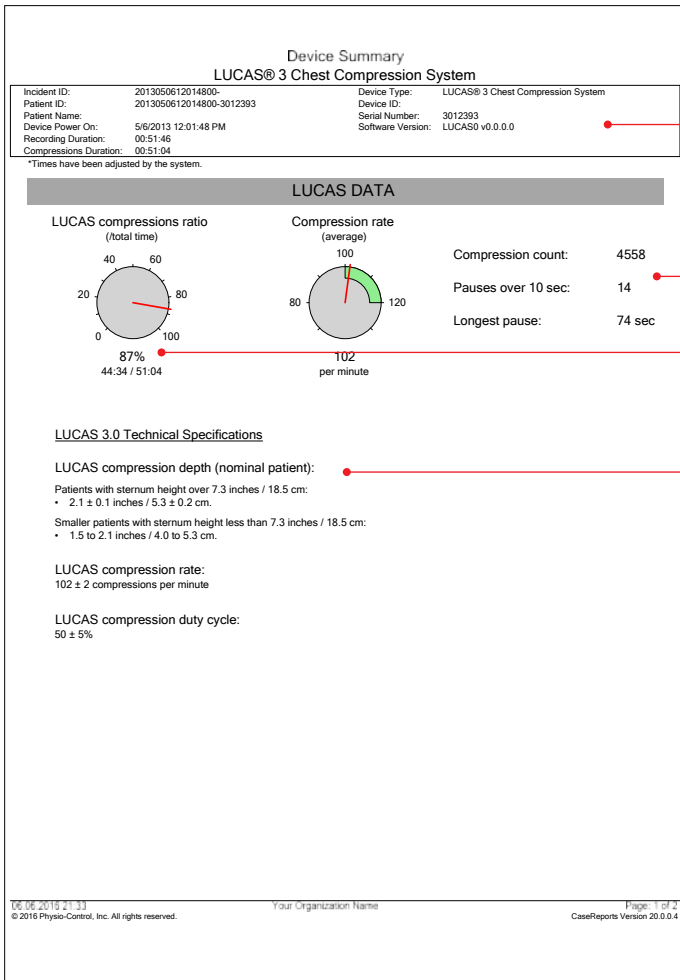 Device Summary
LUCAS® 3 Chest Compression System
Incident ID: 2013050612014800- Device Type: LUCAS® 3 Chest Compression System
Patient ID: 2013050612014800-3012393 Device ID:
Patient Name: Serial Number: 3012393
Device Power On: 5/6/2013 12:01:48 PM Software Version: LUCAS0 v0.0.0.0
Recording Duration: 00:51:46
Compressions Duration: 00:51:04
*Times have been adjusted by the system.
LUCAS DATA
LUCAS compressions ratio
(/total time)
0 20 40 60 80 100
87%
44:34 / 51:04
Compression rate
(average)
80 100 120
102
per minute
Compression count: 4558
Pauses over 10 sec: 14
Longest pause: 74 sec
LUCAS 3.0 Technical Specifications
LUCAS compression depth (nominal patient):
Patients with sternum height over 7.3 inches / 18.5 cm:
• 2.1 ± 0.1 inches / 5.3 ± 0.2 cm.
Smaller patients with sternum height less than 7.3 inches / 18.5 cm:
• 1.5 to 2.1 inches / 4.0 to 5.3 cm.
LUCAS compression rate:
102 ± 2 compressions per minute
LUCAS compression duty cycle:
50 ± 5%
06.06.2016 21:33 Your Organization Name Page: 1 of 2
© 2016 Physio-Control, Inc. All rights reserved. CaseReports Version 20.0.0.4